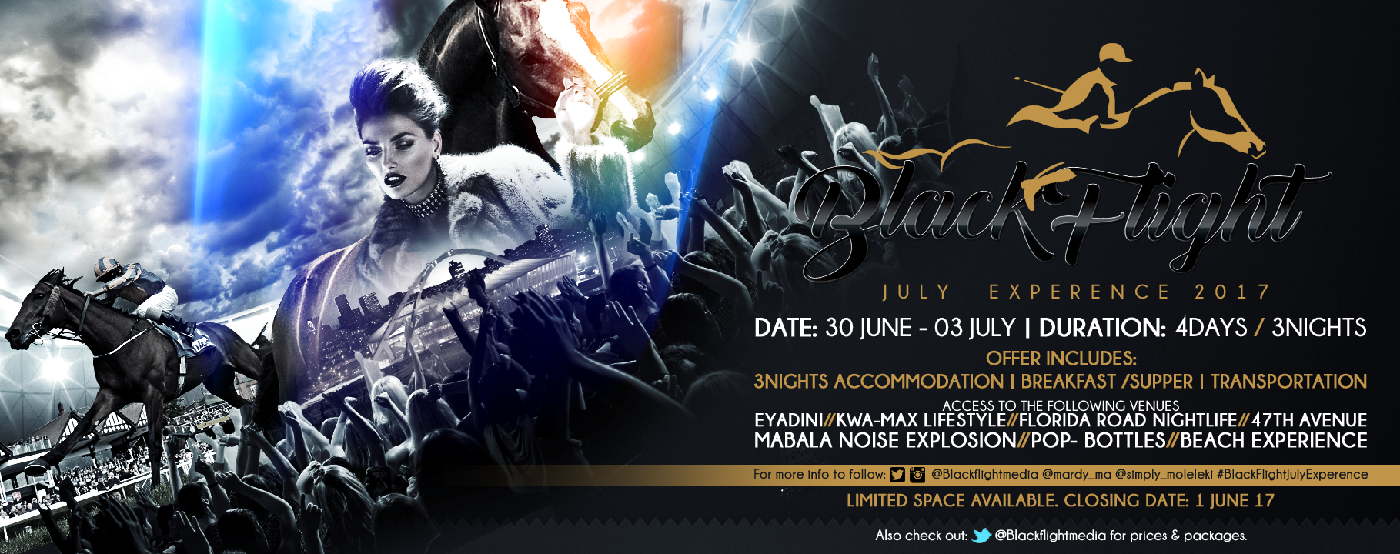 Black Flight
JULY EXPERENCE 2017
DATE: 30 JUNE - 03 JULY | DURATION: 4DAYS / 3NIGHTS
OFFER INCLUDES:
3NIGHTS ACCOMMODATION | BREAKFAST /SUPPER | TRANSPORTATION
ACCESS TO THE FOLLOWING VENUES
EYADINI//KWA-MAX LIFESTYLE//FLORIDA ROAD NIGHTLIFE//47TH AVENUE
MABALA NOISE EXPLOSION//POP- BOTTLES//BEACH EXPERIENCE
For more info to follow: @Blackflightmedia @mardy_ma @simply_moleleki #BlackFlightJulyExperence
LIMITED SPACE AVAILABLE. CLOSING DATE: 1 JUNE 17
Also check out: @Blackflightmedia for prices & packages.